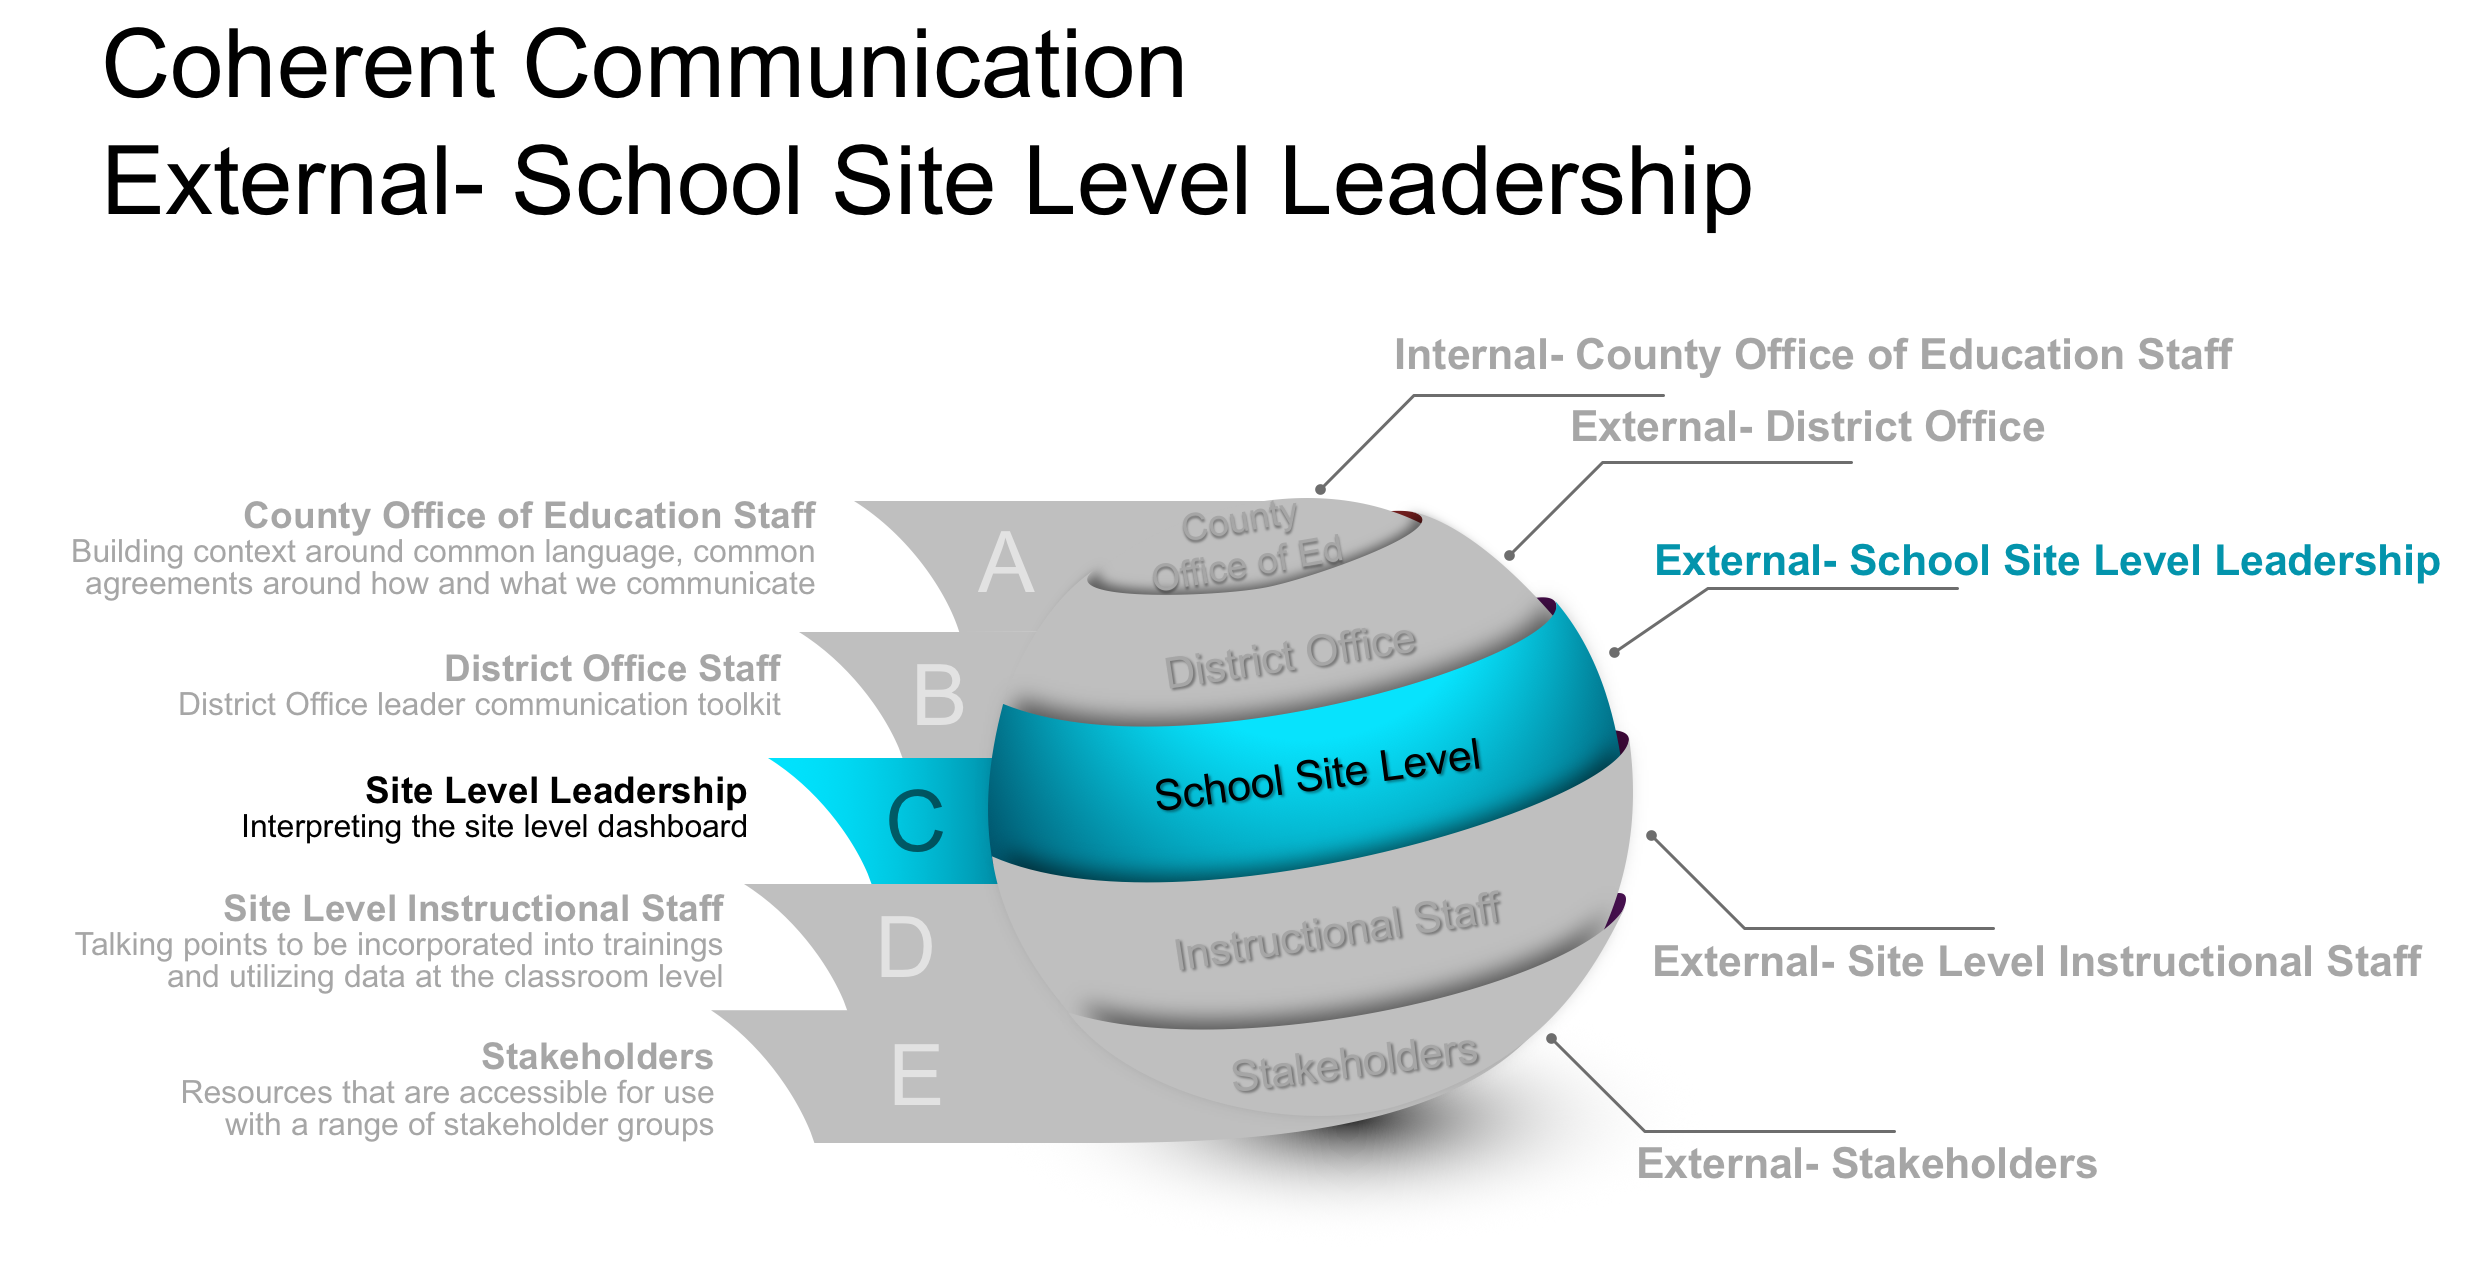 Coherent Communication
External- School Site Level Leadership
Internal- County Office of Education Staff
External- District Office
External- School Site Level Leadership
County Office of Education Staff
Building context around common language, common
agreements around how and what we communicate
A
County
Office of Ed
District Office Staff
District Office leader communication toolkit
B
District Office
Site Level Leadership
Interpreting the site level dashboard
C
School Site Level
Site Level Instructional Staff
Talking points to be incorporated into trainings
and utilizing data at the classroom level
D
Instructional Staff
External- Site Level Instructional Staff
Stakeholders
Resources that are accessible for use
with a range of stakeholder groups
E
Stakeholders
External- Stakeholders